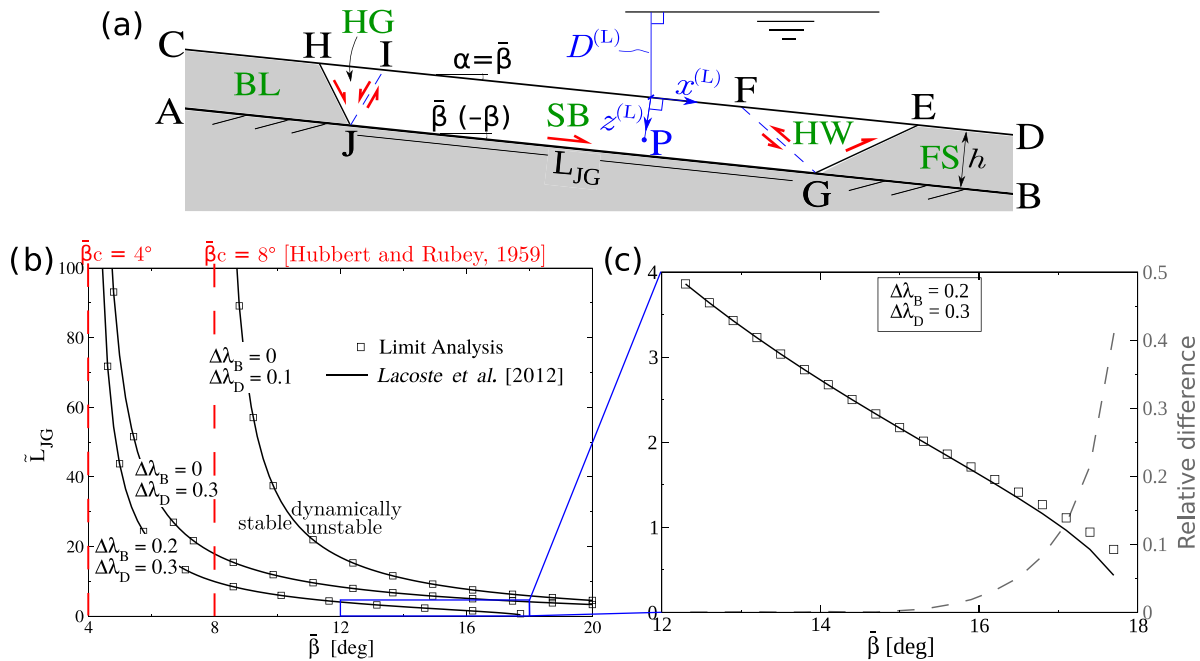 (a)
C
H
HG
I
α=β̄
D^(L)
x^(L)
F
E
D
BL
A
J
β̄ (−β)
SB
L_JG
z^(L)
P
HW
G
FS
h
B
(b)
β̄c = 4°
β̄c = 8° [Hubbert and Rubey, 1959]
100
80
60
40
20
0
L̃_JG
4
8
12
16
20
β̄ [deg]
Δλ_B = 0
Δλ_D = 0.1
□ Limit Analysis
Lacoste et al. [2012]
Δλ_B = 0
Δλ_D = 0.3
stable
dynamically
unstable
Δλ_B = 0.2
Δλ_D = 0.3
(c)
Δλ_B = 0.2
Δλ_D = 0.3
4
3
2
1
0
12
14
16
18
β̄ [deg]
0.5
0.4
0.3
0.2
0.1
0
Relative difference